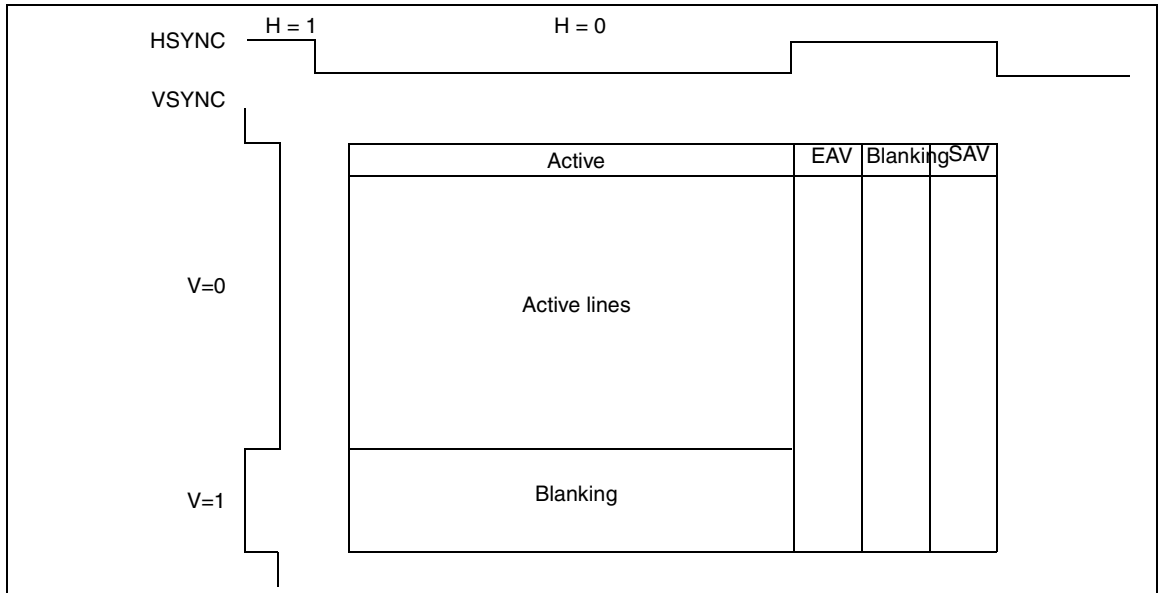 H = 1 H = 0
HSYNC
VSYNC
Active EAV Blanking SAV
V=0
Active lines
Blanking
V=1